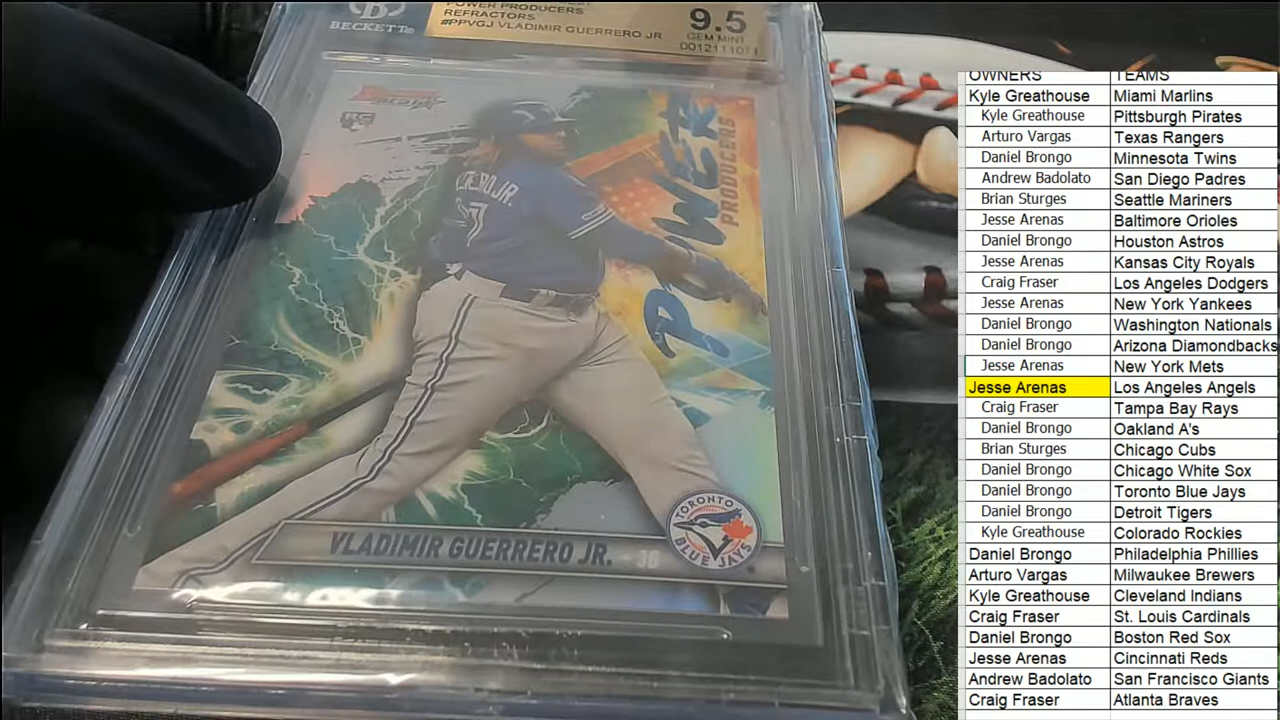 POWER PRODUCERS
REFRACTORS
#PPVGJ VLADIMIR GUERRERO JR
BECKETT
9.5
GEM MINT
0012111011
Bowman's
RC
POWER
PRODUCERS
TORONTO
BLUE JAYS
VLADIMIR GUERRERO JR. 3B
OWNERS TEAMS
Kyle Greathouse Miami Marlins
Kyle Greathouse Pittsburgh Pirates
Arturo Vargas Texas Rangers
Daniel Brongo Minnesota Twins
Andrew Badolato San Diego Padres
Brian Sturges Seattle Mariners
Jesse Arenas Baltimore Orioles
Daniel Brongo Houston Astros
Jesse Arenas Kansas City Royals
Craig Fraser Los Angeles Dodgers
Jesse Arenas New York Yankees
Daniel Brongo Washington Nationals
Daniel Brongo Arizona Diamondbacks
Jesse Arenas New York Mets
Jesse Arenas Los Angeles Angels
Craig Fraser Tampa Bay Rays
Daniel Brongo Oakland A's
Brian Sturges Chicago Cubs
Daniel Brongo Chicago White Sox
Daniel Brongo Toronto Blue Jays
Daniel Brongo Detroit Tigers
Kyle Greathouse Colorado Rockies
Daniel Brongo Philadelphia Phillies
Arturo Vargas Milwaukee Brewers
Kyle Greathouse Cleveland Indians
Craig Fraser St. Louis Cardinals
Daniel Brongo Boston Red Sox
Jesse Arenas Cincinnati Reds
Andrew Badolato San Francisco Giants
Craig Fraser Atlanta Braves